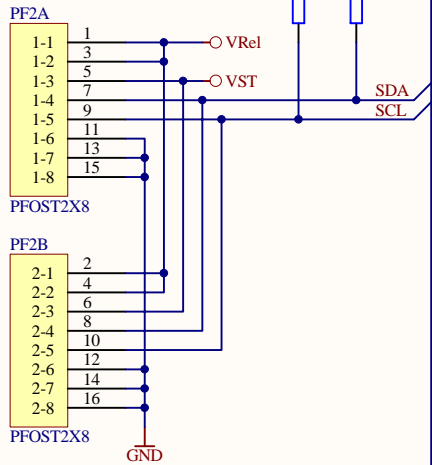 PF2A
1-1 1 VRel
1-2 3
1-3 5 VST
1-4 7 SDA
1-5 9 SCL
1-6 11
1-7 13
1-8 15
PFOST2X8
PF2B
2-1 2
2-2 4
2-3 6
2-4 8
2-5 10
2-6 12
2-7 14
2-8 16
PFOST2X8
GND